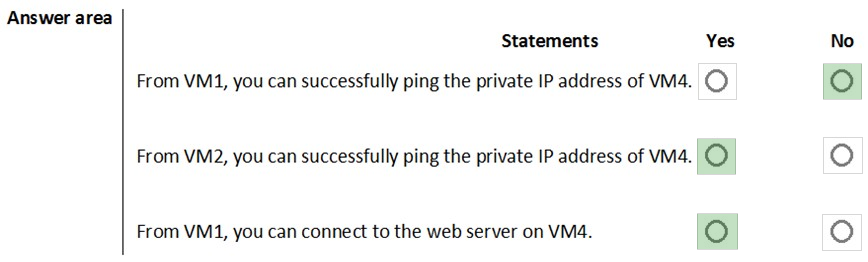 Answer area
Statements Yes No
From VM1, you can successfully ping the private IP address of VM4.
From VM2, you can successfully ping the private IP address of VM4.
From VM1, you can connect to the web server on VM4.